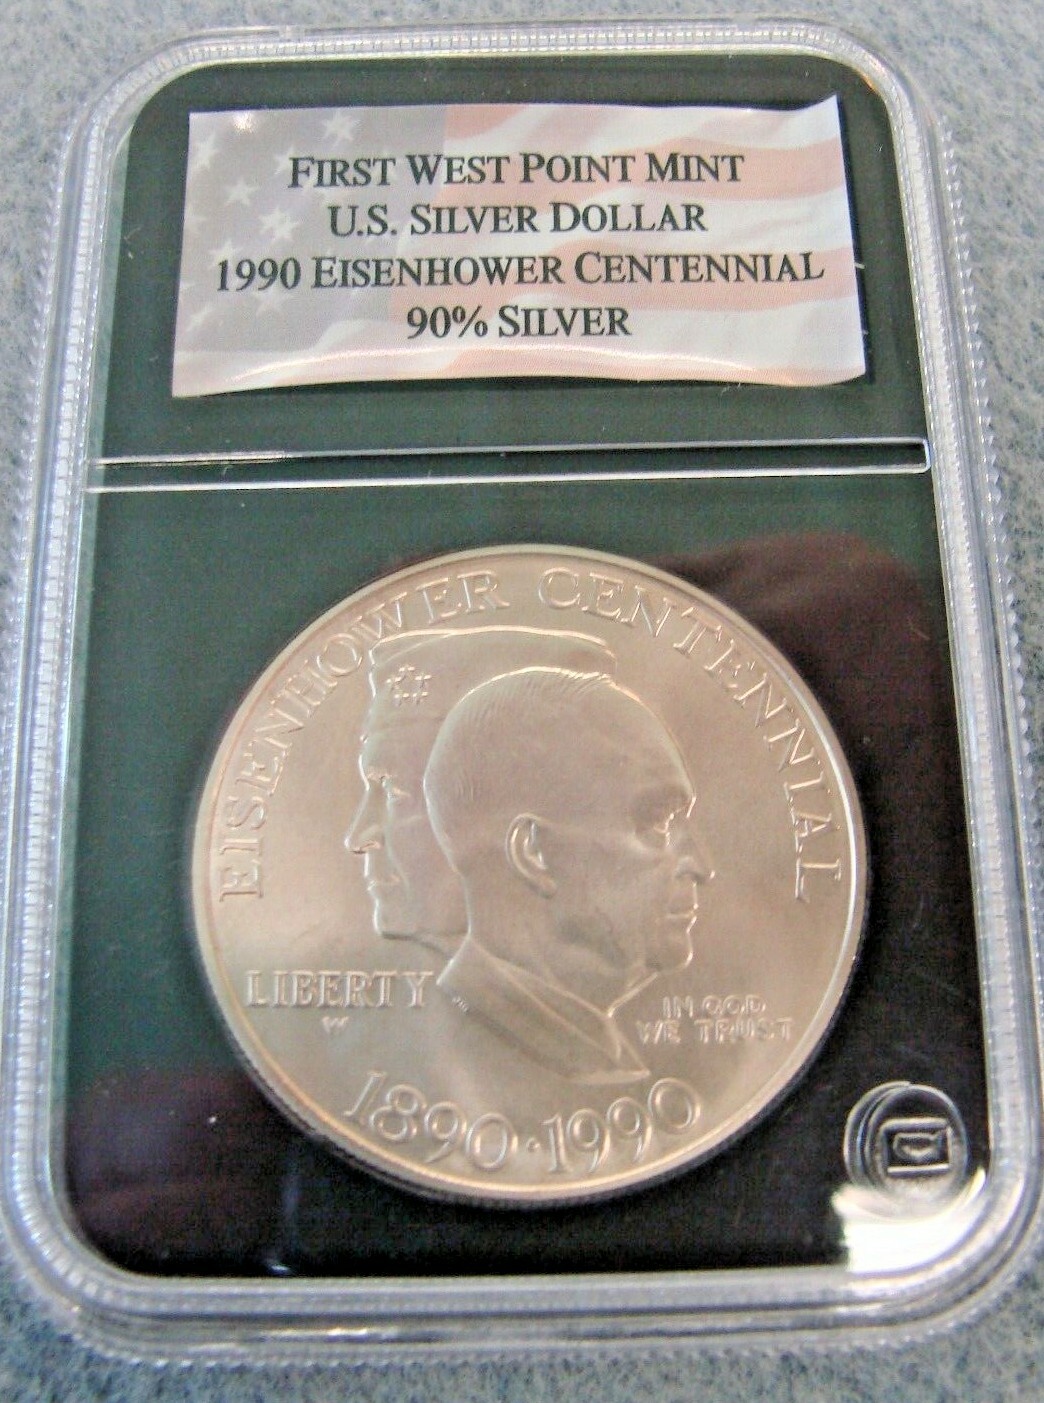 FIRST WEST POINT MINT
U.S. SILVER DOLLAR
1990 EISENHOWER CENTENNIAL
90% SILVER
EISENHOWER CENTENNIAL
LIBERTY
W
IN GOD
WE TRUST
1890·1990